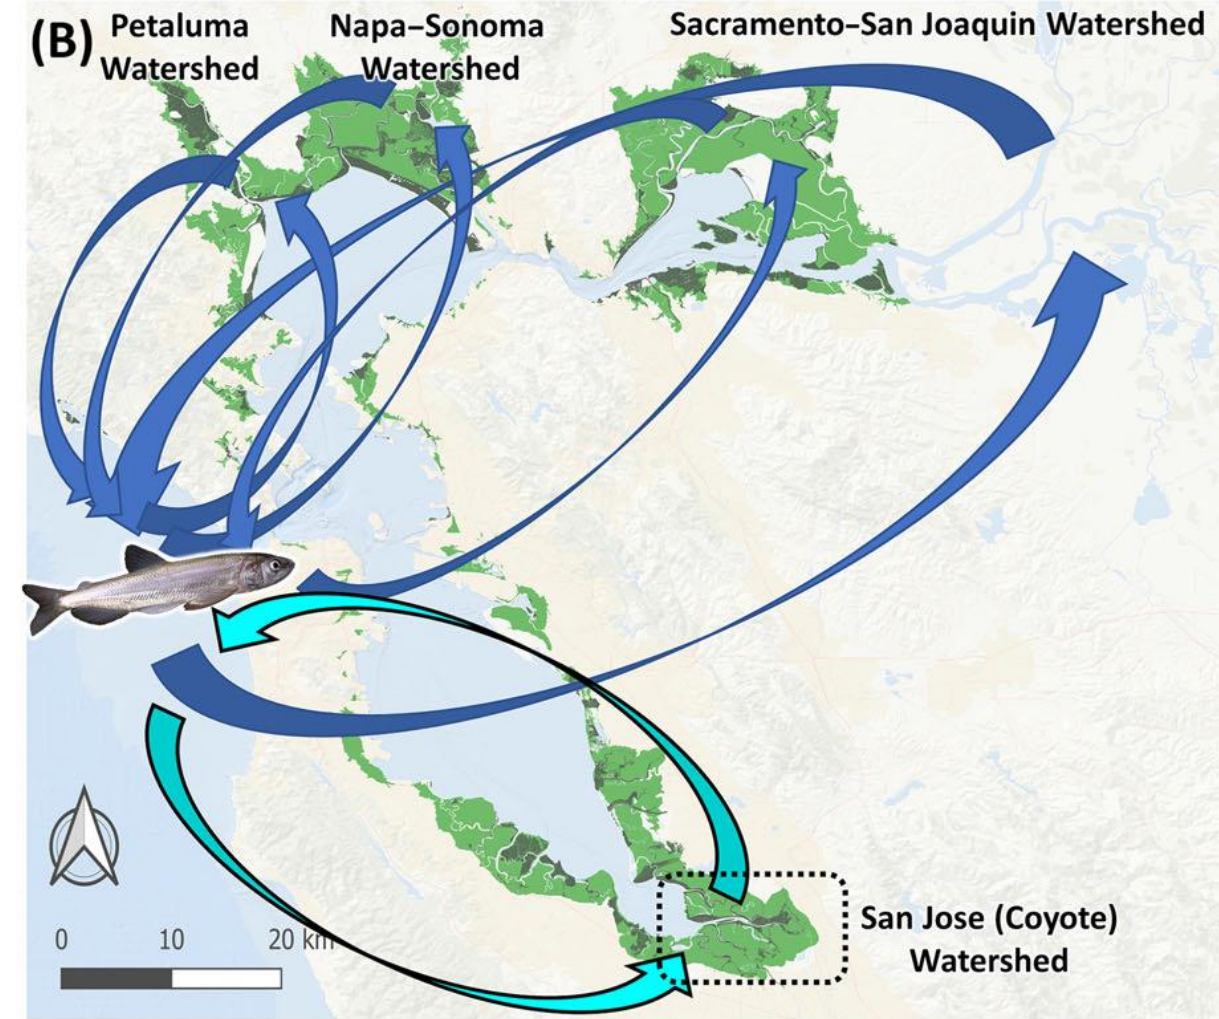 (B)
Petaluma
Watershed
Napa–Sonoma
Watershed
Sacramento–San Joaquin Watershed
0 10 20 km
San Jose (Coyote)
Watershed